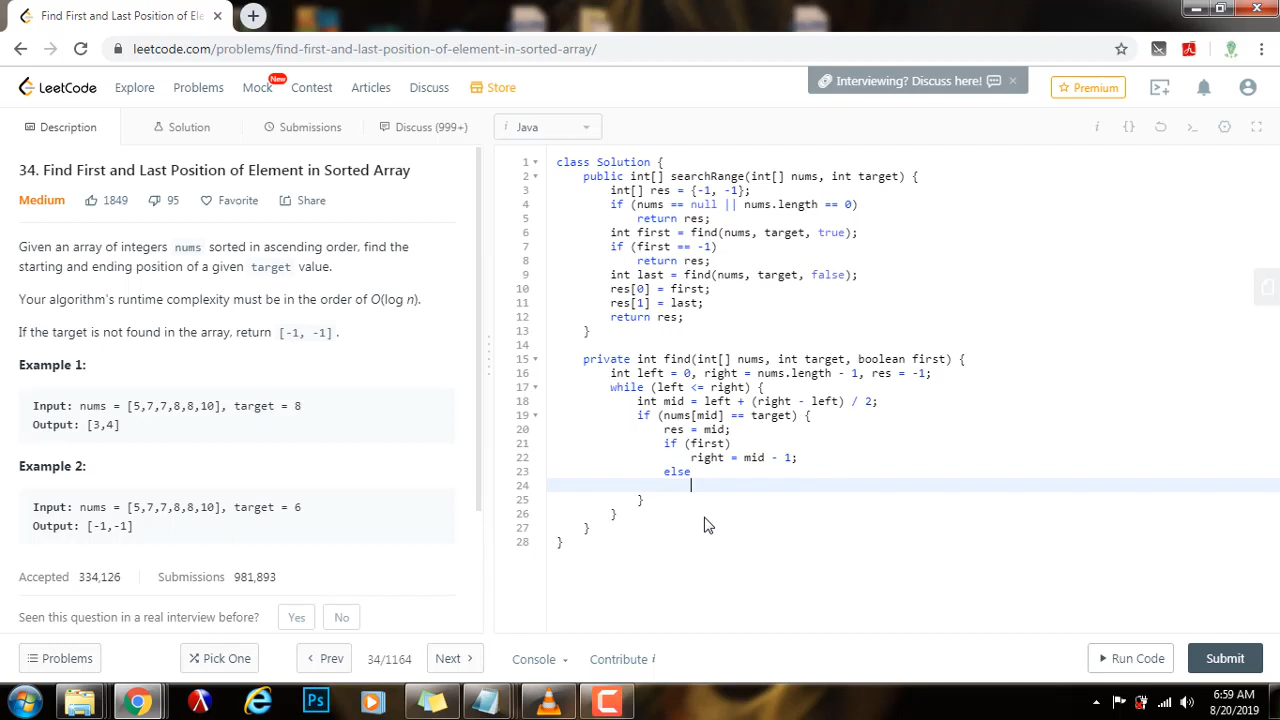 Find First and Last Position of Ele
leetcode.com/problems/find-first-and-last-position-of-element-in-sorted-array/
LeetCode Explore Problems Mock New Contest Articles Discuss Store
Interviewing? Discuss here!
Premium
Description Solution Submissions Discuss (999+)
i Java
34. Find First and Last Position of Element in Sorted Array
Medium 1849 95 Favorite Share
Given an array of integers nums sorted in ascending order, find the
starting and ending position of a given target value.
Your algorithm's runtime complexity must be in the order of O(log n).
If the target is not found in the array, return [-1, -1].
Example 1:
Input: nums = [5,7,7,8,8,10], target = 8
Output: [3,4]
Example 2:
Input: nums = [5,7,7,8,8,10], target = 6
Output: [-1,-1]
Accepted 334,126 Submissions 981,893
Seen this question in a real interview before? Yes No
Problems Pick One Prev 34/1164 Next
1 class Solution {
2 public int[] searchRange(int[] nums, int target) {
3 int[] res = {-1, -1};
4 if (nums == null || nums.length == 0)
5 return res;
6 int first = find(nums, target, true);
7 if (first == -1)
8 return res;
9 int last = find(nums, target, false);
10 res[0] = first;
11 res[1] = last;
12 return res;
13 }
14
15 private int find(int[] nums, int target, boolean first) {
16 int left = 0, right = nums.length - 1, res = -1;
17 while (left <= right) {
18 int mid = left + (right - left) / 2;
19 if (nums[mid] == target) {
20 res = mid;
21 if (first)
22 right = mid - 1;
23 else
24
25 }
26 }
27 }
28 }
Console Contribute i Run Code Submit
Ps
6:59 AM
8/20/2019